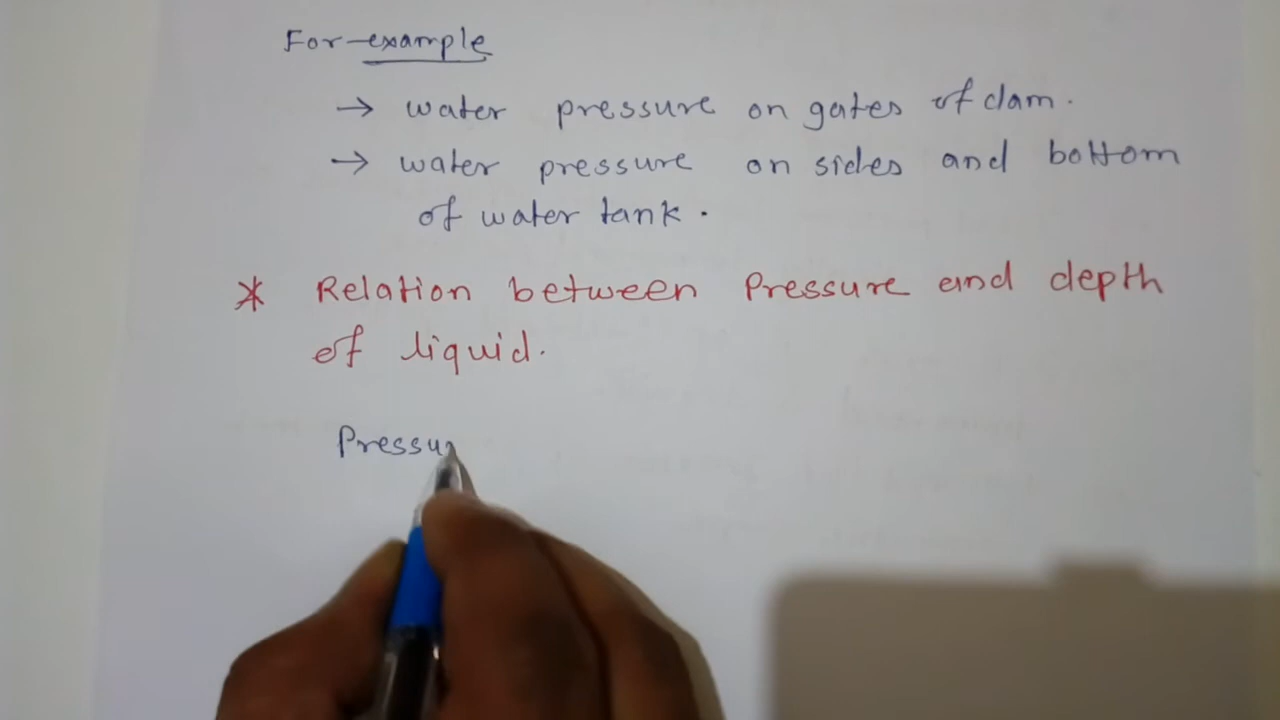 For-example
→ water pressure on gates of dam.
→ water pressure on sides and bottom
of water tank.
* Relation between Pressure and depth
of liquid.
Pressu